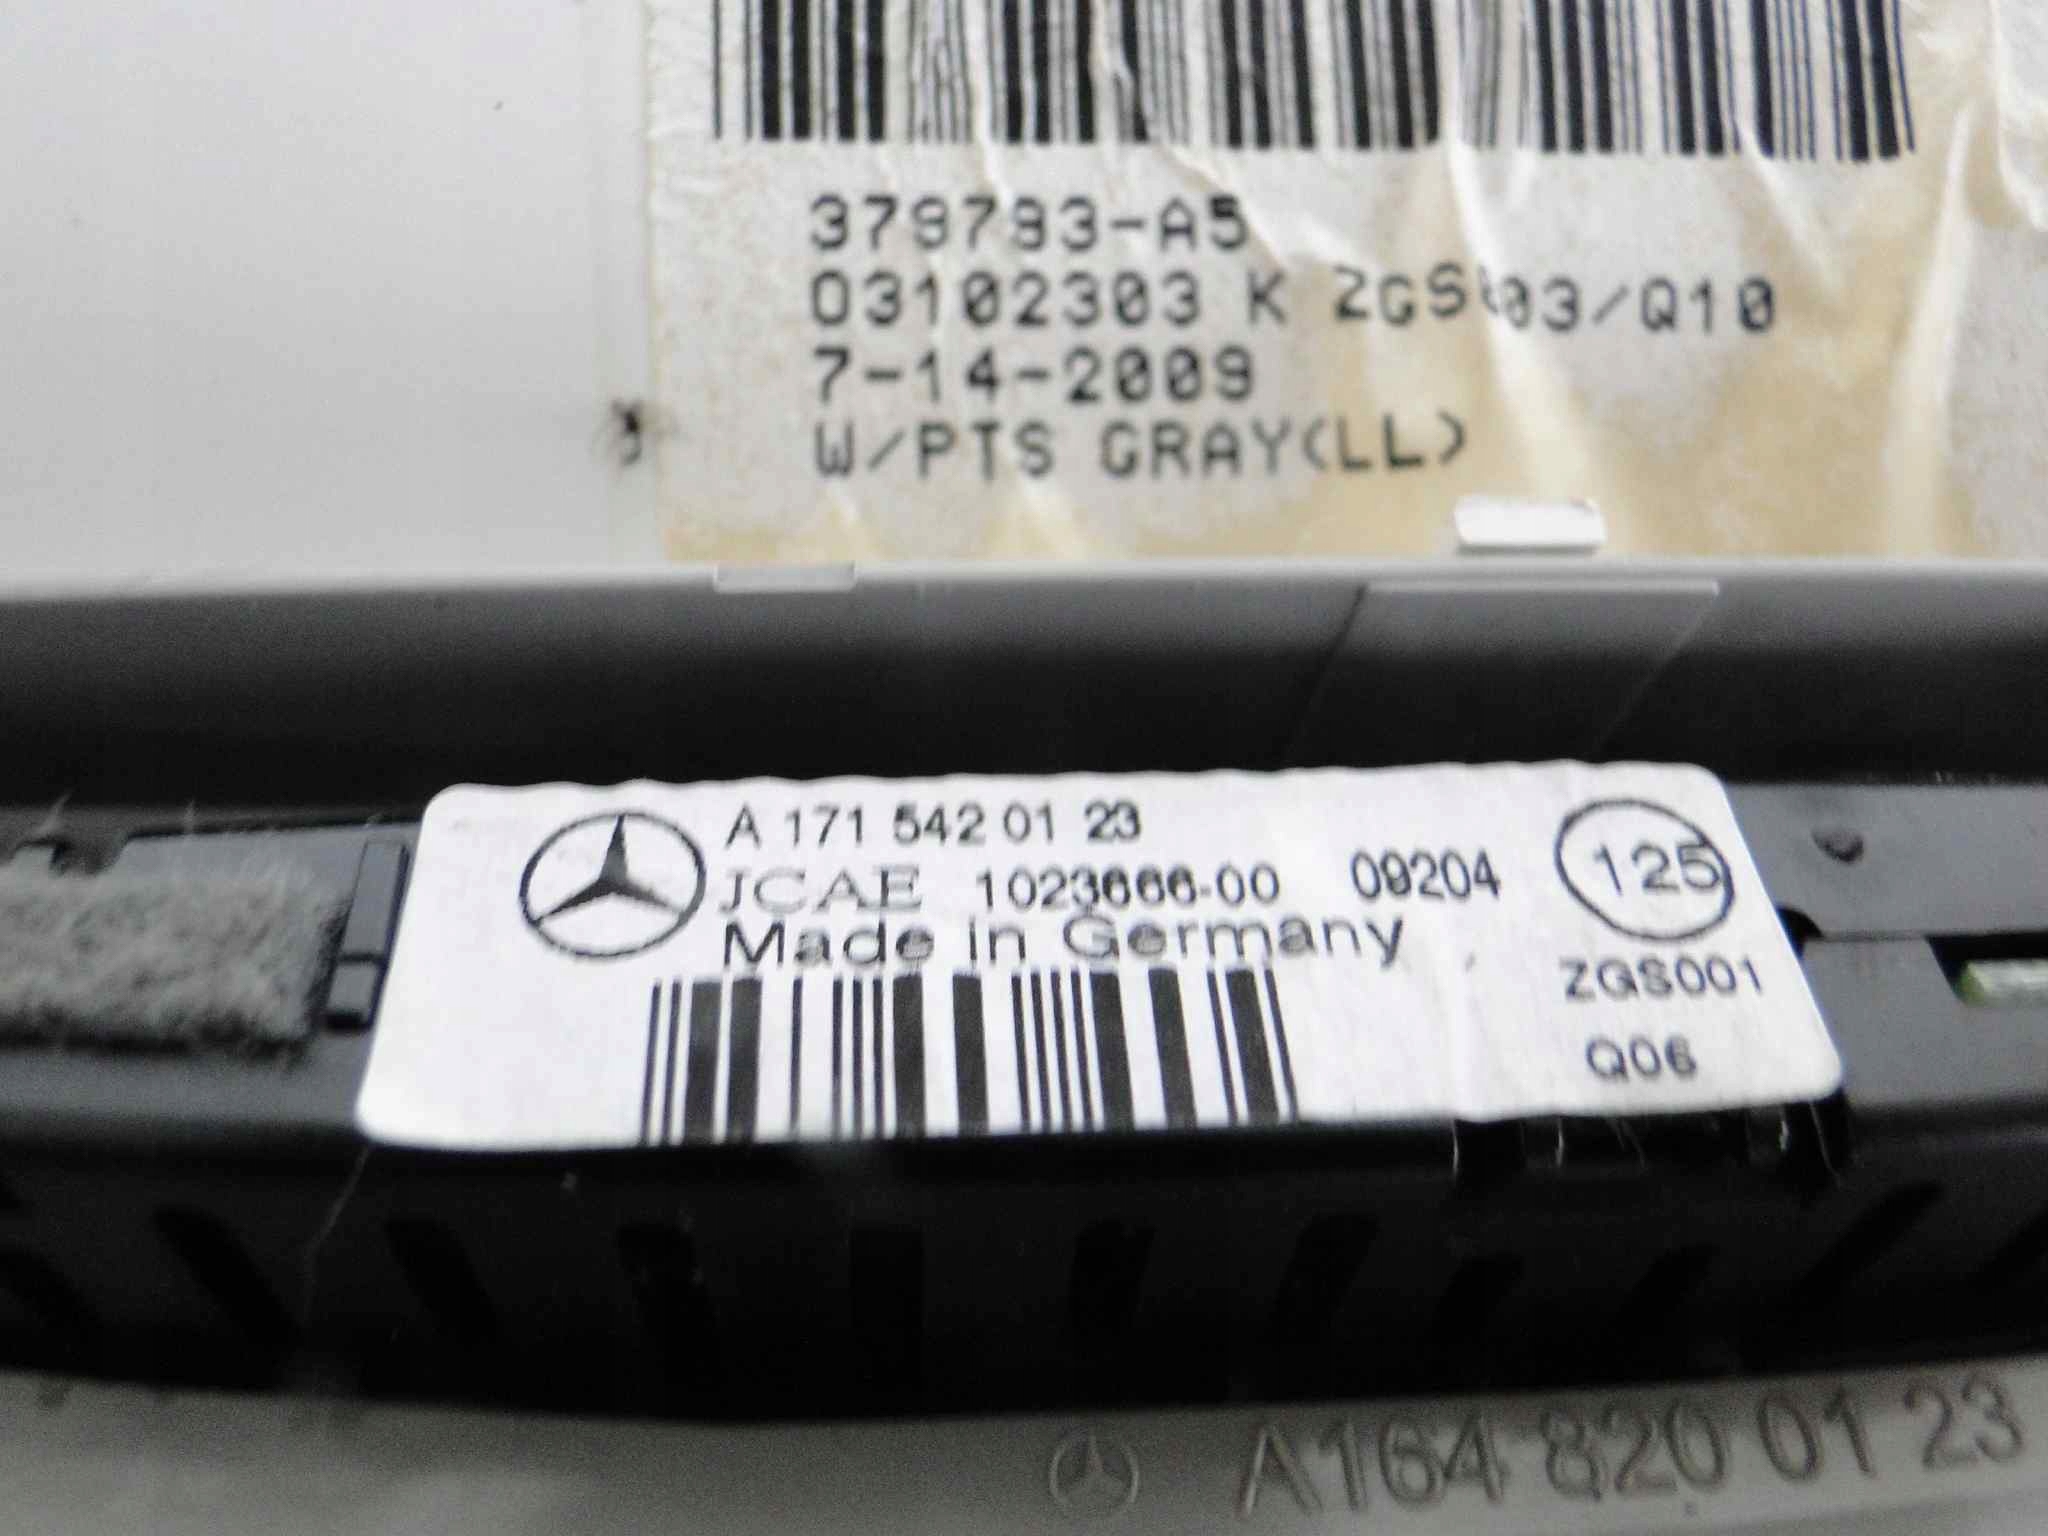 379793-A5
03102303 K ZGS 03/Q10
7-14-2009
W/PTS GRAY(LL)
A 171 542 01 23
JCAE 1023666-00 09204
125
Made in Germany
ZGS001
Q06
A164 820 01 23